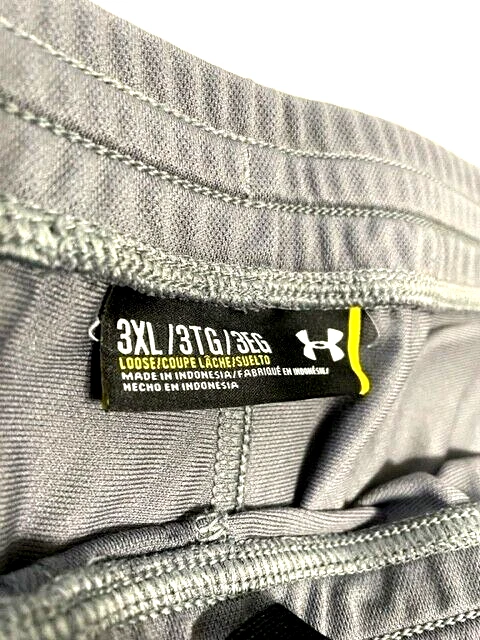 3XL/3TG/3EG
LOOSE/COUPE LÂCHE/SUELTO
MADE IN INDONESIA/FABRIQUÉ EN INDONÉSIE/
HECHO EN INDONESIA